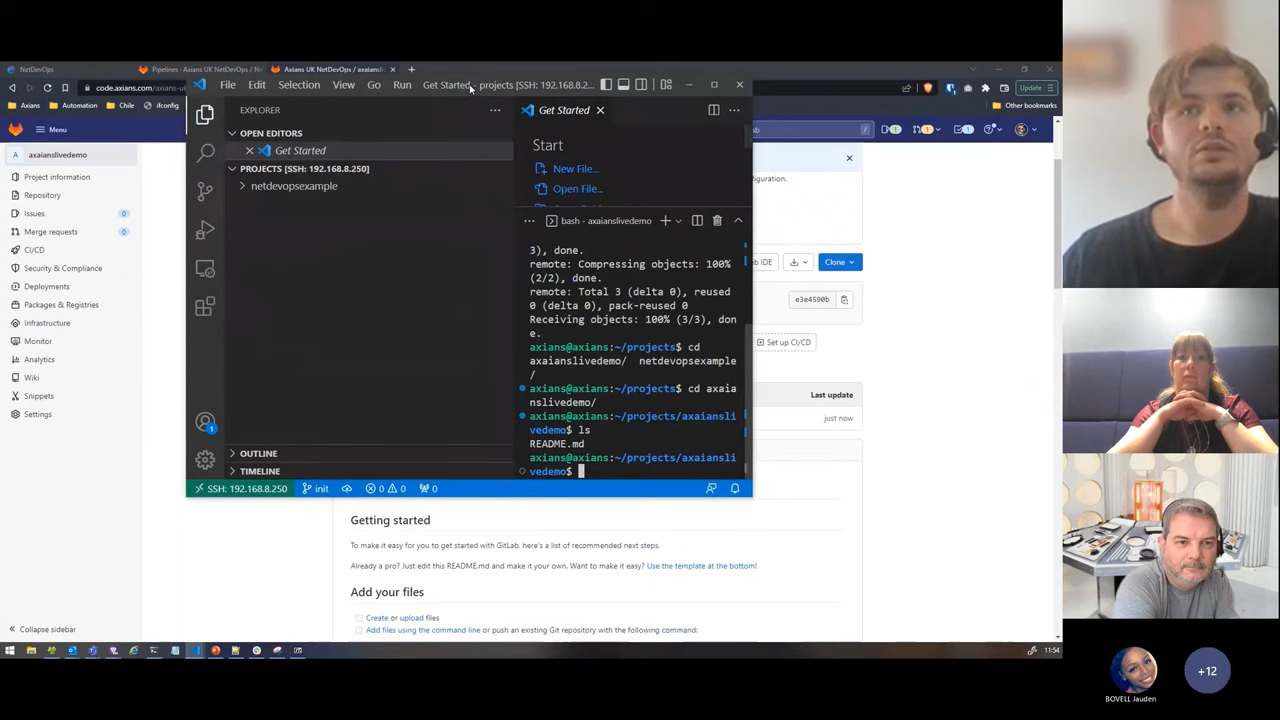 NetDevOps
Pipelines · Axians UK NetDevOps / Net
Axians UK NetDevOps / axaians
code.axians.com/axians-uk
Update
Axians
Automation
Chile
ifconfig
Other bookmarks
File Edit Selection View Go Run
Get Started - projects [SSH: 192.168.8.2...
Menu
axaianslivedemo
Project information
Repository
Issues 0
Merge requests 0
CI/CD
Security & Compliance
Deployments
Packages & Registries
Infrastructure
Monitor
Analytics
Wiki
Snippets
Settings
Collapse sidebar
EXPLORER
OPEN EDITORS
Get Started
PROJECTS [SSH: 192.168.8.250]
netdevopsexample
OUTLINE
TIMELINE
SSH: 192.168.8.250
init
0
0
0
1
Get Started
Start
New File...
Open File...
bash - axaianslivedemo
3), done.
remote: Compressing objects: 100%
(2/2), done.
remote: Total 3 (delta 0), reused
0 (delta 0), pack-reused 0
Receiving objects: 100% (3/3), don
e.
axians@axians:~/projects$ cd
axaianslivedemo/ netdevopsexample
/
axians@axians:~/projects$ cd axaia
nslivedemo/
axians@axians:~/projects/axaiansli
vedemo$ ls
README.md
axians@axians:~/projects/axaiansli
vedemo$
figuration.
IDE
Clone
e3e4590b
Set up CI/CD
Last update
just now
Getting started
To make it easy for you to get started with GitLab, here's a list of recommended next steps.
Already a pro? Just edit this README.md and make it your own. Want to make it easy? Use the template at the bottom!
Add your files
Create or upload files
Add files using the command line or push an existing Git repository with the following command:
11:54
BOVELL Jauden
+12